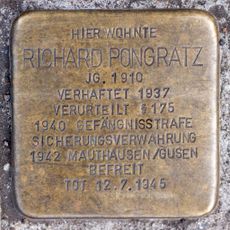 HIER WOHNTE
RICHARD PONGRATZ
JG. 1910
VERHAFTET 1937
VERURTEILT § 175
1940 GEFÄNGNISSTRAFE
SICHERUNGSVERWAHRUNG
1942 MAUTHAUSEN/GUSEN
BEFREIT
TOT 12.7.1945